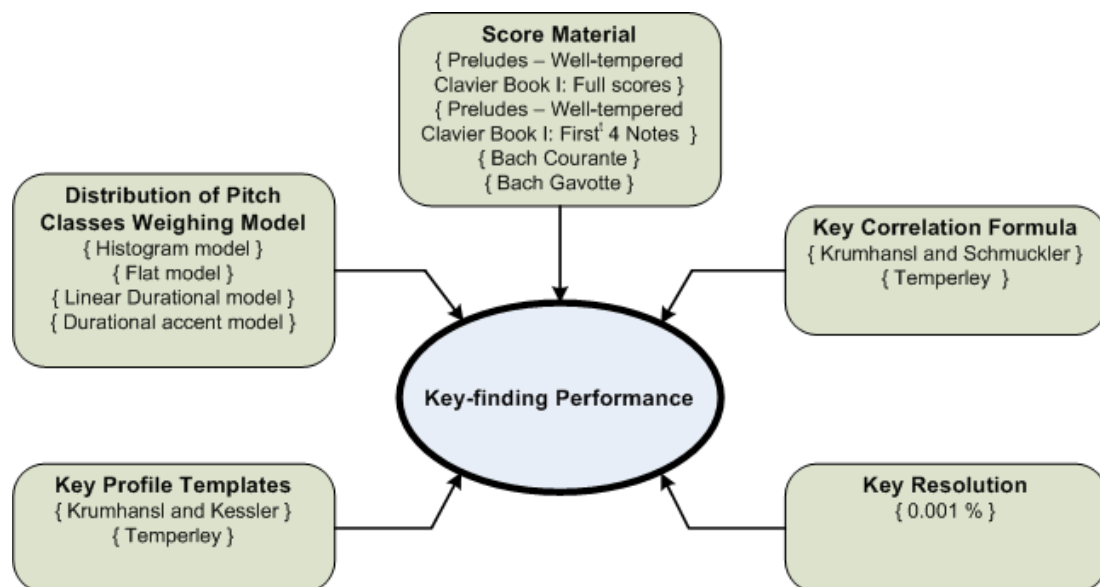 Score Material
{ Preludes – Well-tempered
Clavier Book I: Full scores }
{ Preludes – Well-tempered
Clavier Book I: First' 4 Notes }
{ Bach Courante }
{ Bach Gavotte }
Distribution of Pitch
Classes Weighing Model
{ Histogram model }
{ Flat model }
{ Linear Durational model }
{ Durational accent model }
Key Correlation Formula
{ Krumhansl and Schmuckler }
{ Temperley }
Key-finding Performance
Key Profile Templates
{ Krumhansl and Kessler }
{ Temperley }
Key Resolution
{ 0.001 % }